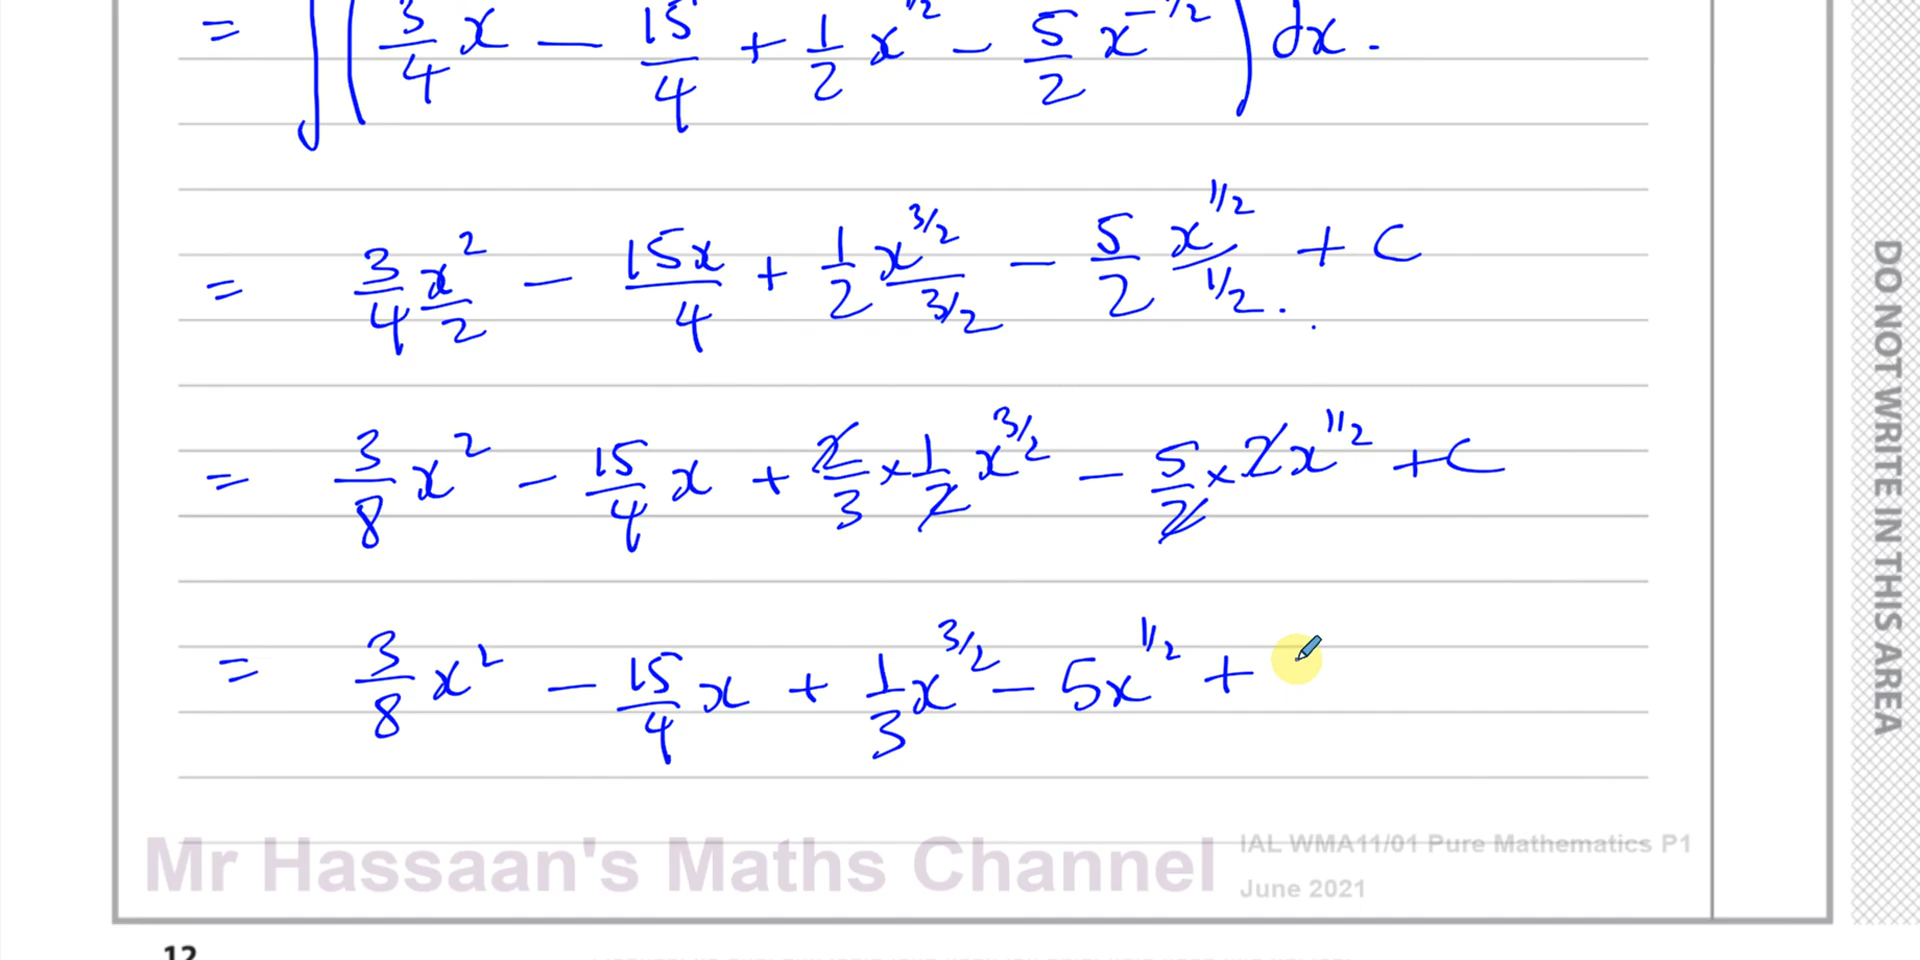 = ∫(3/4 x - 15/4 + 1/2 x^1/2 - 5/2 x^-1/2) dx.
= 3/4 x^2/2 - 15x/4 + 1/2 x^3/2/3/2 - 5/2 x^1/2/1/2 + C
= 3/8 x^2 - 15/4 x + 2/3 × 1/2 x^3/2 - 5/2 × 2x^1/2 + C
= 3/8 x^2 - 15/4 x + 1/3 x^3/2 - 5x^1/2 +
Mr Hassaan's Maths Channel
IAL WMA11/01 Pure Mathematics P1
June 2021
12
DO NOT WRITE IN THIS AREA